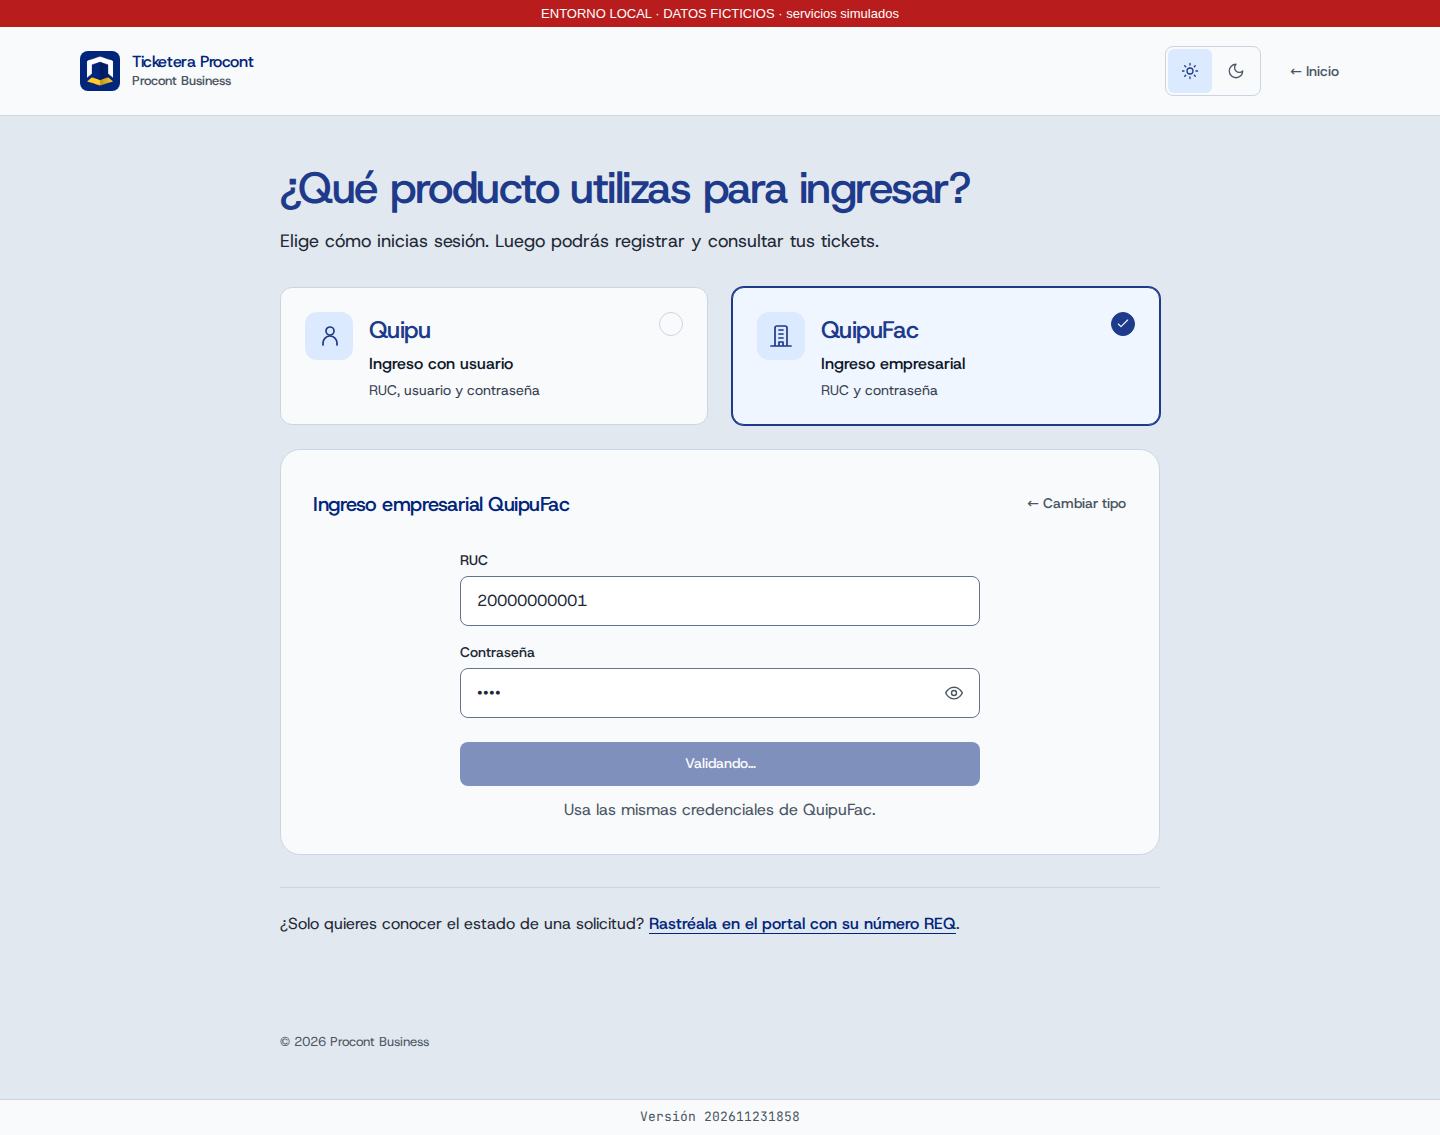 ENTORNO LOCAL · DATOS FICTICIOS · servicios simulados
Ticketera Procont
Procont Business
← Inicio
¿Qué producto utilizas para ingresar?
Elige cómo inicias sesión. Luego podrás registrar y consultar tus tickets.
Quipu
Ingreso con usuario
RUC, usuario y contraseña
QuipuFac
Ingreso empresarial
RUC y contraseña
Ingreso empresarial QuipuFac
← Cambiar tipo
RUC
20000000001
Contraseña
••••
Validando…
Usa las mismas credenciales de QuipuFac.
¿Solo quieres conocer el estado de una solicitud? Rastréala en el portal con su número REQ.
© 2026 Procont Business
Versión 202611231858